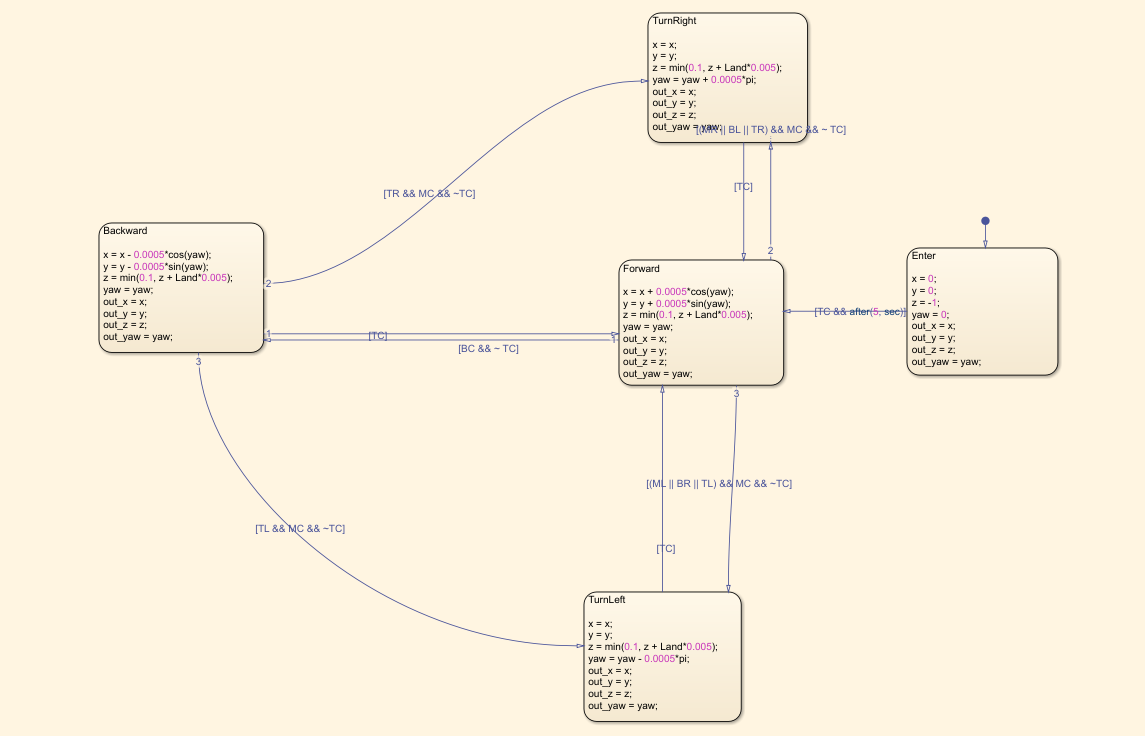 TurnRight
x = x;
y = y;
z = min(0.1, z + Land*0.005);
yaw = yaw + 0.0005*pi;
out_x = x;
out_y = y;
out_z = z;
out_yaw = yaw;
[(MR || BL || TR) && MC && ~ TC]
[TC]
2
[TR && MC && ~TC]
Backward
x = x - 0.0005*cos(yaw);
y = y - 0.0005*sin(yaw);
z = min(0.1, z + Land*0.005);
yaw = yaw;
out_x = x;
out_y = y;
out_z = z;
out_yaw = yaw;
2
1
3
[TC]
[BC && ~ TC]
1
Forward
x = x + 0.0005*cos(yaw);
y = y + 0.0005*sin(yaw);
z = min(0.1, z + Land*0.005);
yaw = yaw;
out_x = x;
out_y = y;
out_z = z;
out_yaw = yaw;
3
[TC && after(5, sec)]
Enter
x = 0;
y = 0;
z = -1;
yaw = 0;
out_x = x;
out_y = y;
out_z = z;
out_yaw = yaw;
[(ML || BR || TL) && MC && ~TC]
[TL && MC && ~TC]
[TC]
TurnLeft
x = x;
y = y;
z = min(0.1, z + Land*0.005);
yaw = yaw - 0.0005*pi;
out_x = x;
out_y = y;
out_z = z;
out_yaw = yaw;